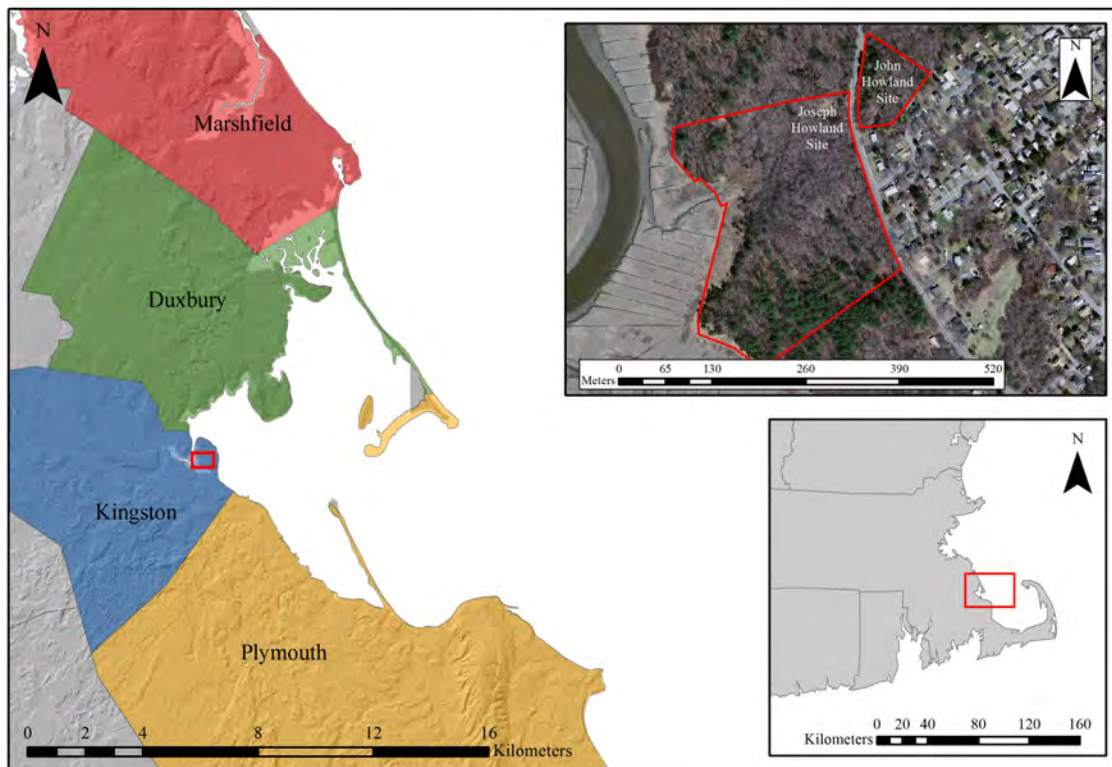 N
Marshfield
Duxbury
Kingston
Plymouth
0 2 4 8 12 16
Kilometers
N
John
Howland
Site
Joseph
Howland
Site
0 65 130 260 390 520
Meters
N
0 20 40 80 120 160
Kilometers